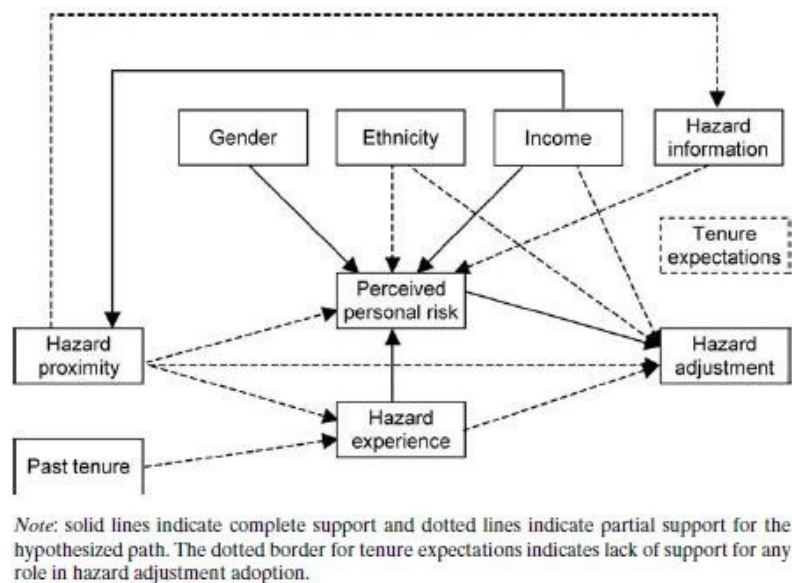 Gender
Ethnicity
Income
Hazard
information
Tenure
expectations
Perceived
personal risk
Hazard
proximity
Hazard
adjustment
Hazard
experience
Past tenure
Note: solid lines indicate complete support and dotted lines indicate partial support for the
hypothesized path. The dotted border for tenure expectations indicates lack of support for any
role in hazard adjustment adoption.